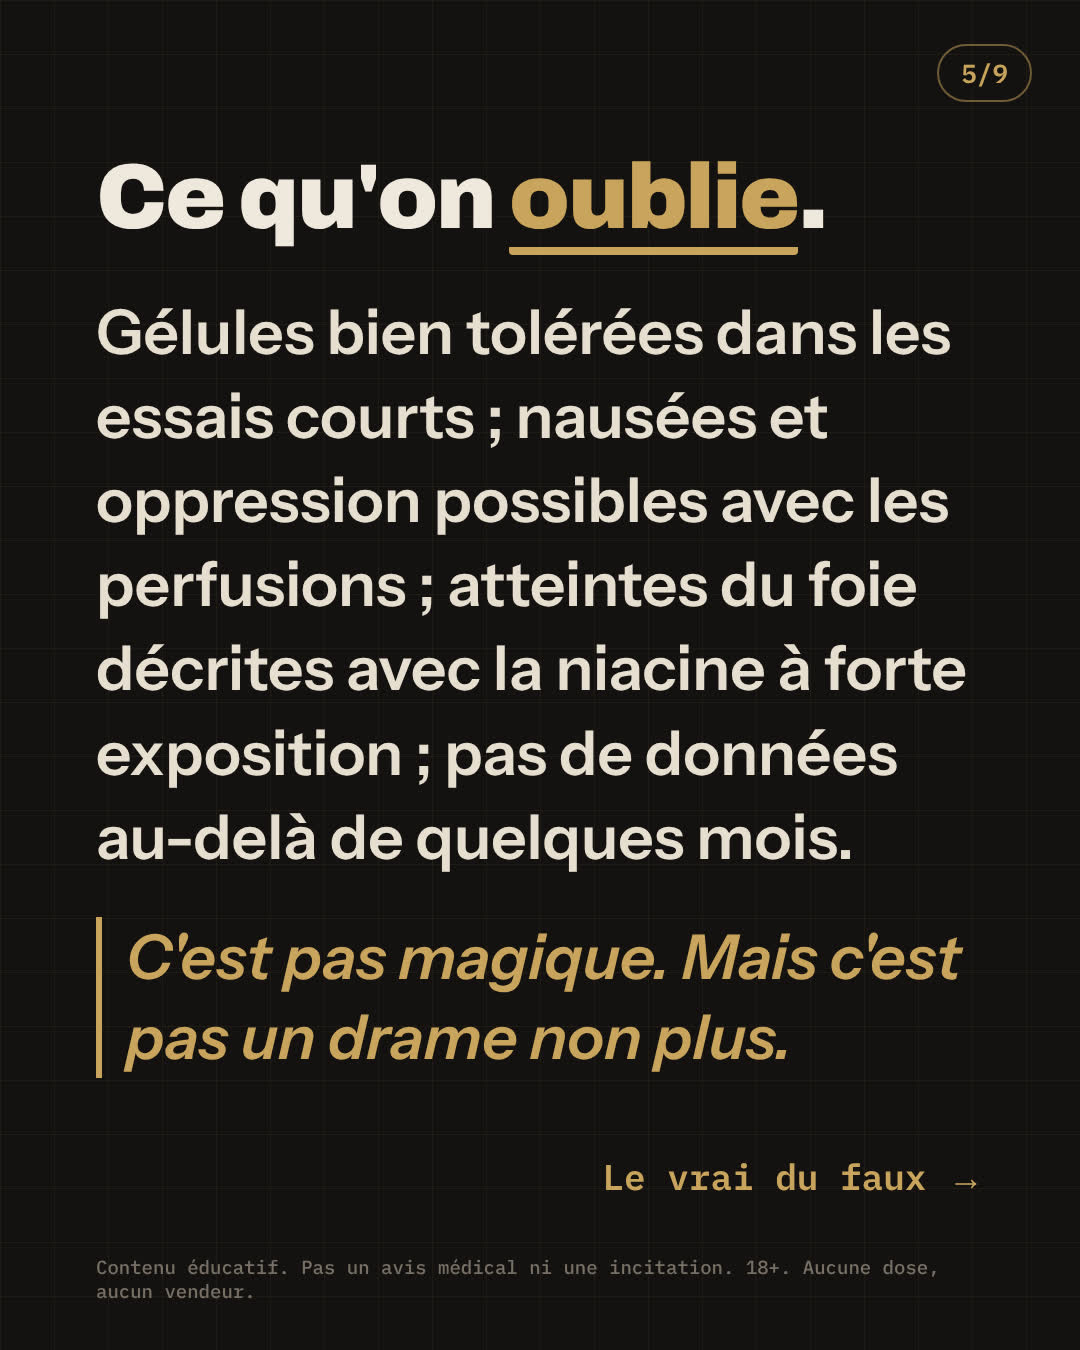 5/9
Ce qu'on oublie.
Gélules bien tolérées dans les
essais courts ; nausées et
oppression possibles avec les
perfusions ; atteintes du foie
décrites avec la niacine à forte
exposition ; pas de données
au-delà de quelques mois.
C'est pas magique. Mais c'est
pas un drame non plus.
Le vrai du faux →
Contenu éducatif. Pas un avis médical ni une incitation. 18+. Aucune dose,
aucun vendeur.